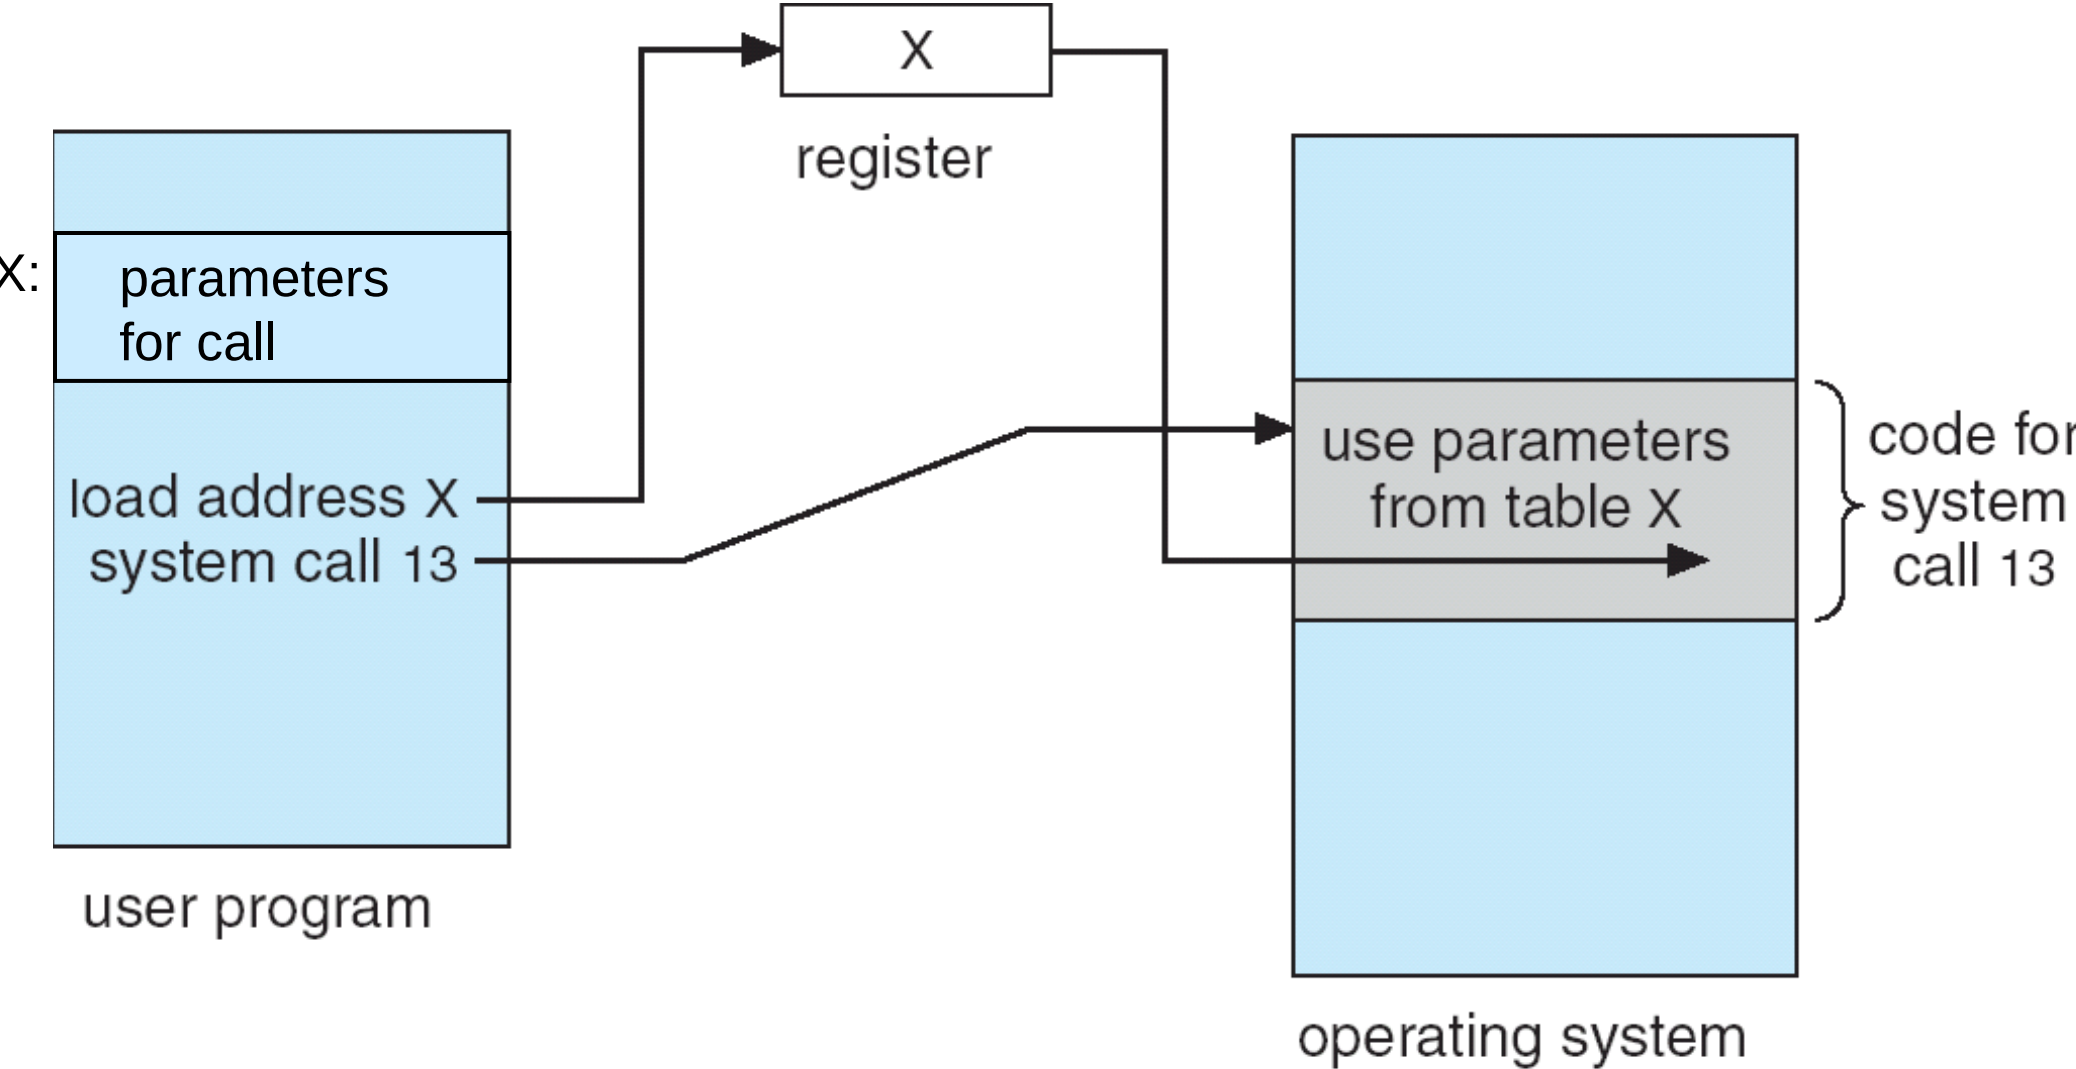 X
register
X:
parameters
for call
load address X
system call 13
user program
use parameters
from table X
code for
system
call 13
operating system